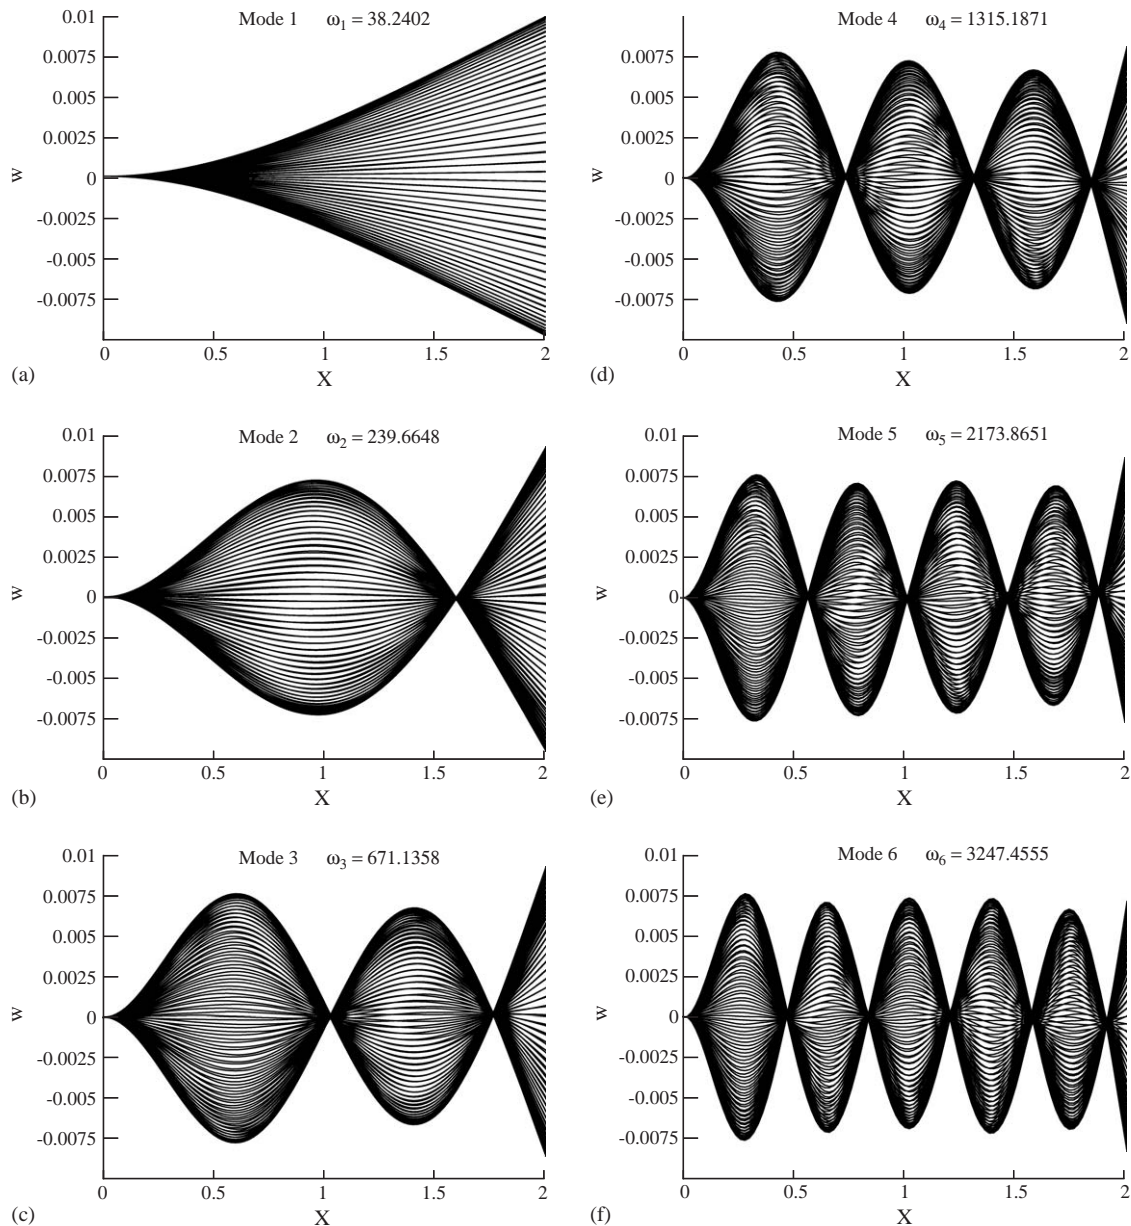 Mode 1 ω1 = 38.2402
0.01
0.0075
0.005
0.0025
0
-0.0025
-0.005
-0.0075
w
0 0.5 1 1.5 2
X
(a)
Mode 2 ω2 = 239.6648
0.01
0.0075
0.005
0.0025
0
-0.0025
-0.005
-0.0075
w
0 0.5 1 1.5 2
X
(b)
Mode 3 ω3 = 671.1358
0.01
0.0075
0.005
0.0025
0
-0.0025
-0.005
-0.0075
w
0 0.5 1 1.5 2
X
(c)
Mode 4 ω4 = 1315.1871
0.0075
0.005
0.0025
0
-0.0025
-0.005
-0.0075
w
0 0.5 1 1.5 2
X
(d)
Mode 5 ω5 = 2173.8651
0.01
0.0075
0.005
0.0025
0
-0.0025
-0.005
-0.0075
w
0 0.5 1 1.5 2
X
(e)
Mode 6 ω6 = 3247.4555
0.01
0.0075
0.005
0.0025
0
-0.0025
-0.005
-0.0075
w
0 0.5 1 1.5 2
X
(f)